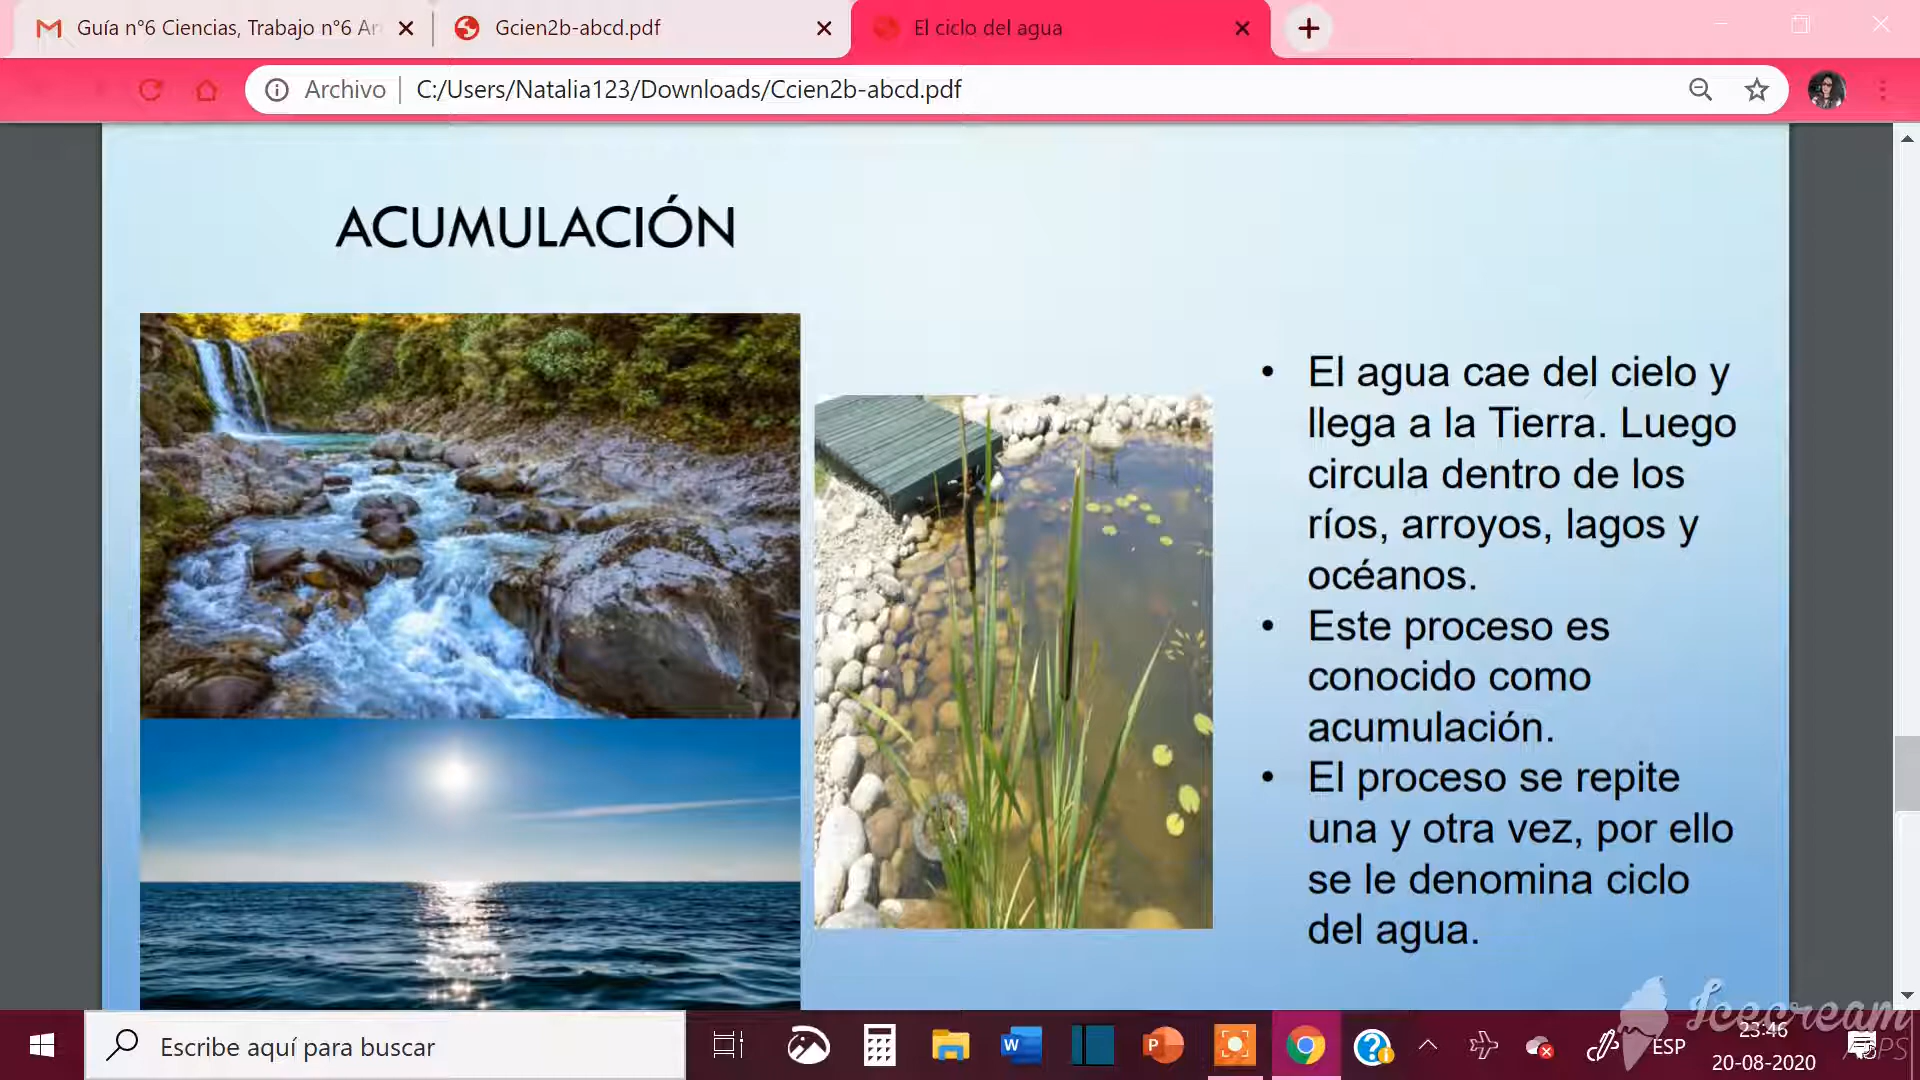 Guía n°6 Ciencias, Trabajo n°6 Ar
Gcien2b-abcd.pdf
El ciclo del agua
Archivo
C:/Users/Natalia123/Downloads/Ccien2b-abcd.pdf
ACUMULACIÓN
• El agua cae del cielo y
llega a la Tierra. Luego
circula dentro de los
ríos, arroyos, lagos y
océanos.
• Este proceso es
conocido como
acumulación.
• El proceso se repite
una y otra vez, por ello
se le denomina ciclo
del agua.
Icecream
APPS
Escribe aquí para buscar
ESP
23:46
20-08-2020